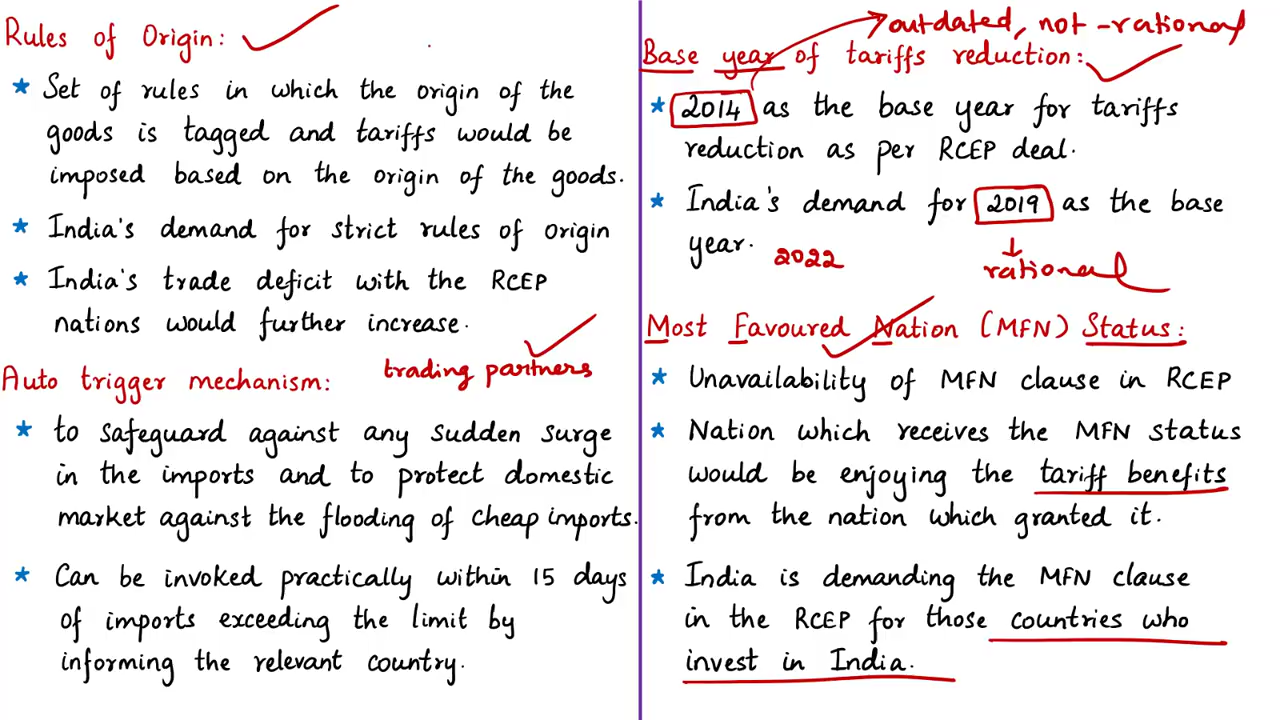 Rules of Origin:
* Set of rules in which the origin of the
goods is tagged and tariffs would be
imposed based on the origin of the goods.
* India's demand for strict rules of origin
* India's trade deficit with the RCEP
nations would further increase.
trading partners
Auto trigger mechanism:
* to safeguard against any sudden surge
in the imports and to protect domestic
market against the flooding of cheap imports.
* Can be invoked practically within 15 days
of imports exceeding the limit by
informing the relevant country.
outdated, not-rational
Base year of tariffs reduction:
* 2014 as the base year for tariffs
reduction as per RCEP deal.
* India's demand for 2019 as the base
year. 2022
rational
Most Favoured Nation (MFN) Status:
* Unavailability of MFN clause in RCEP
* Nation which receives the MFN status
would be enjoying the tariff benefits
from the nation which granted it.
* India is demanding the MFN clause
in the RCEP for those countries who
invest in India.